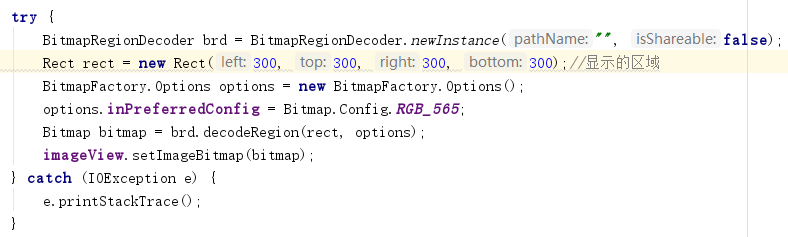 try {
BitmapRegionDecoder brd = BitmapRegionDecoder.newInstance( pathName: "", isShareable: false);
Rect rect = new Rect( left: 300, top: 300, right: 300, bottom: 300);//显示的区域
BitmapFactory.Options options = new BitmapFactory.Options();
options.inPreferredConfig = Bitmap.Config.RGB_565;
Bitmap bitmap = brd.decodeRegion(rect, options);
imageView.setImageBitmap(bitmap);
} catch (IOException e) {
e.printStackTrace();
}